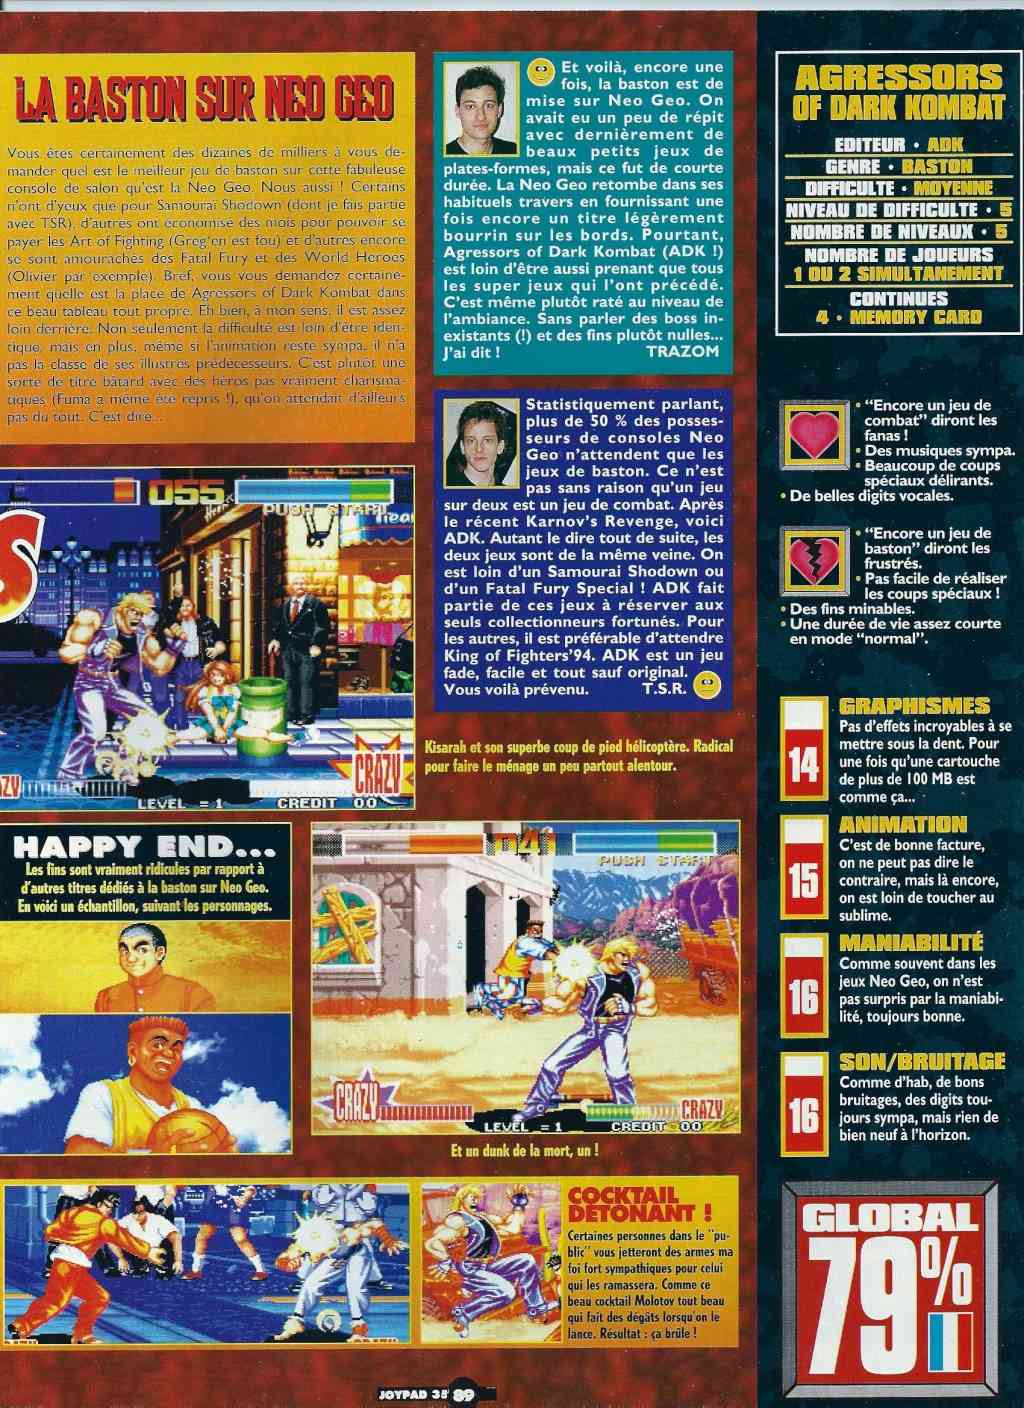 LA BASTON SUR NEO GEO
Vous êtes certainement des dizaines de milliers à vous de-
mander quel est le meilleur jeu de baston sur cette fabuleuse
console de salon qu'est la Neo Geo. Nous aussi ! Certains
n'ont d'yeux que pour Samouraï Shodown (dont je fais partie
avec TSR), d'autres ont économisé des mois pour pouvoir se
payer les Art of Fighting (Greg'en est fou) et d'autres encore
se sont amourachés des Fatal Fury et des World Heroes
(Olivier par exemple). Bref, vous vous demandez certaine-
ment quelle est la place de Agressors of Dark Kombat dans
ce beau tableau tout propre. Eh bien, à mon sens, il est assez
loin derrière. Non seulement la difficulté est loin d'être iden-
tique, mais en plus, même si l'animation reste sympa, il n'a
pas la classe de ses illustres prédécesseurs. C'est plutôt une
sorte de titre bâtard avec des héros pas vraiment charisma-
tiques (Fuma a même été repris !), qu'on attendait d'ailleurs
pas du tout. C'est dire...
Et voilà, encore une
fois, la baston est de
mise sur Neo Geo. On
avait eu un peu de répit
avec dernièrement de
beaux petits jeux de
plates-formes, mais ce fut de courte
durée. La Neo Geo retombe dans ses
habituels travers en fournissant une
fois encore un titre légèrement
bourrin sur les bords. Pourtant,
Agressors of Dark Kombat (ADK !)
est loin d'être aussi prenant que tous
les super jeux qui l'ont précédé.
C'est même plutôt raté au niveau de
l'ambiance. Sans parler des boss in-
existants (!) et des fins plutôt nulles...
J'ai dit ! TRAZOM
Statistiquement parlant,
plus de 50 % des posses-
seurs de consoles Neo
Geo n'attendent que les
jeux de baston. Ce n'est
pas sans raison qu'un jeu
sur deux est un jeu de combat. Après
le récent Karnov's Revenge, voici
ADK. Autant le dire tout de suite, les
deux jeux sont de la même veine. On
est loin d'un Samouraï Shodown ou
d'un Fatal Fury Special ! ADK fait
partie de ces jeux à réserver aux
seuls collectionneurs fortunés. Pour
les autres, il est préférable d'attendre
King of Fighters'94. ADK est un jeu
fade, facile et tout sauf original.
Vous voilà prévenu. T.S.R.
055
PUSH START
S
CRAZY
LEVEL = 1 CREDIT 00
Kisarah et son superbe coup de pied hélicoptère. Radical
pour faire le ménage un peu partout alentour.
HAPPY END...
Les fins sont vraiment ridicules par rapport à
d'autres titres dédiés à la baston sur Neo Geo.
En voici un échantillon, suivant les personnages.
041
PUSH START
CRAZY
CRAZY
LEVEL = 1 CREDIT 00
Et un dunk de la mort, un !
COCKTAIL
DETONANT !
Certaines personnes dans le "pu-
blic" vous jetteront des armes ma
foi fort sympathiques pour celui
qui les ramassera. Comme ce
beau cocktail Molotov tout beau
qui fait des dégâts lorsqu'on le
lance. Résultat : ça brûle !
AGRESSORS
OF DARK KOMBAT
EDITEUR • ADK
GENRE • BASTON
DIFFICULTE • MOYENNE
NIVEAU DE DIFFICULTE • 5
NOMBRE DE NIVEAUX • 5
NOMBRE DE JOUEURS
1 OU 2 SIMULTANEMENT
CONTINUES
4 • MEMORY CARD
• "Encore un jeu de
combat" diront les
fanas !
• Des musiques sympa.
• Beaucoup de coups
spéciaux délirants.
• De belles digits vocales.
• "Encore un jeu de
baston" diront les
frustrés.
• Pas facile de réaliser
les coups spéciaux !
• Des fins minables.
• Une durée de vie assez courte
en mode "normal".
GRAPHISMES
14
Pas d'effets incroyables à se
mettre sous la dent. Pour
une fois qu'une cartouche
de plus de 100 MB est
comme ça...
ANIMATION
15
C'est de bonne facture,
on ne peut pas dire le
contraire, mais là encore,
on est loin de toucher au
sublime.
MANIABILITÉ
16
Comme souvent dans les
jeux Neo Geo, on n'est
pas surpris par la maniabi-
lité, toujours bonne.
SON/BRUITAGE
16
Comme d'hab, de bons
bruitages, des digits tou-
jours sympa, mais rien de
bien neuf à l'horizon.
GLOBAL
79%
JOYPAD 35 89